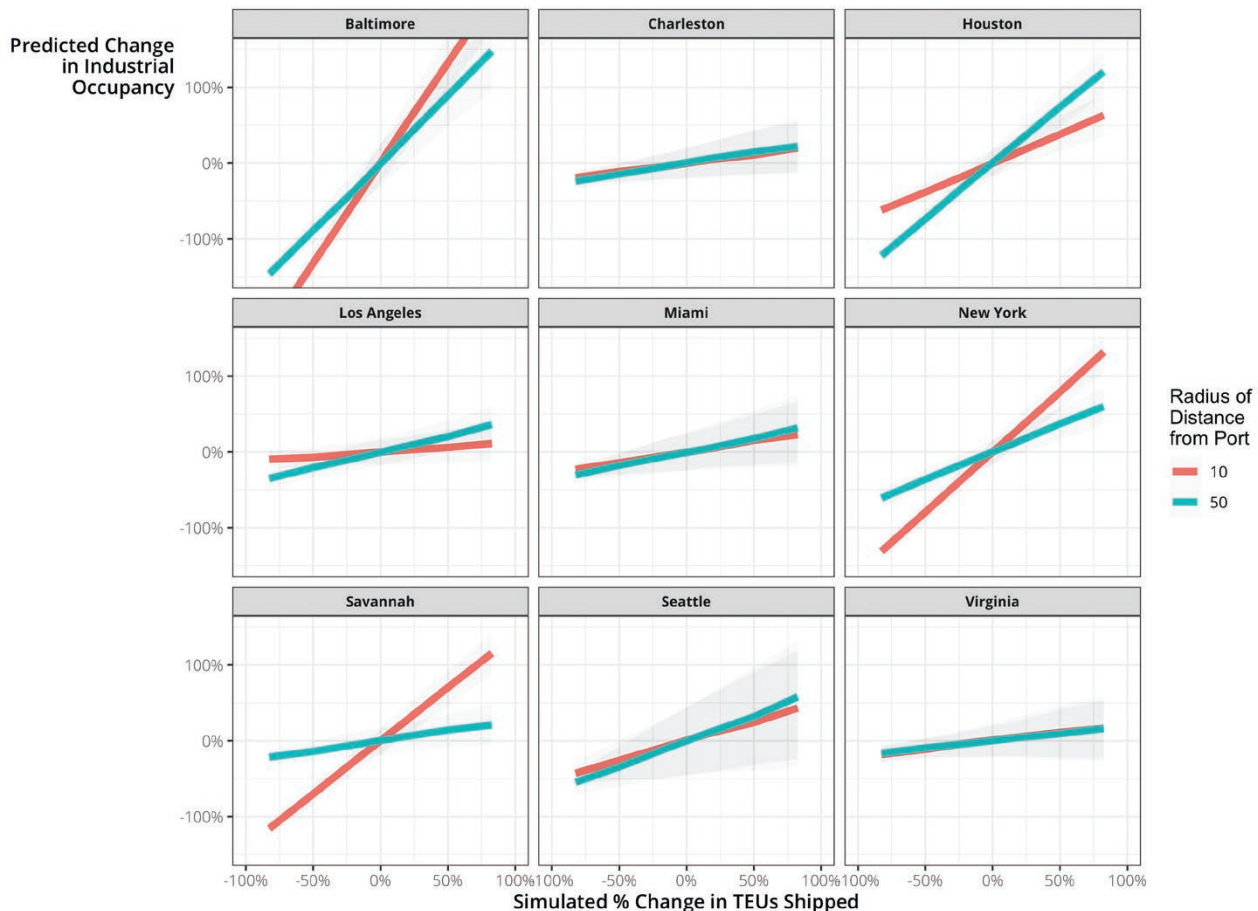 Predicted Change
in Industrial
Occupancy
Baltimore
Charleston
Houston
100%
0%
-100%
Los Angeles
Miami
New York
100%
0%
-100%
Radius of
Distance
from Port
10
50
Savannah
Seattle
Virginia
100%
0%
-100%
-100% -50% 0% 50% 100%
-100% -50% 0% 50% 100%
-100% -50% 0% 50% 100%
Simulated % Change in TEUs Shipped